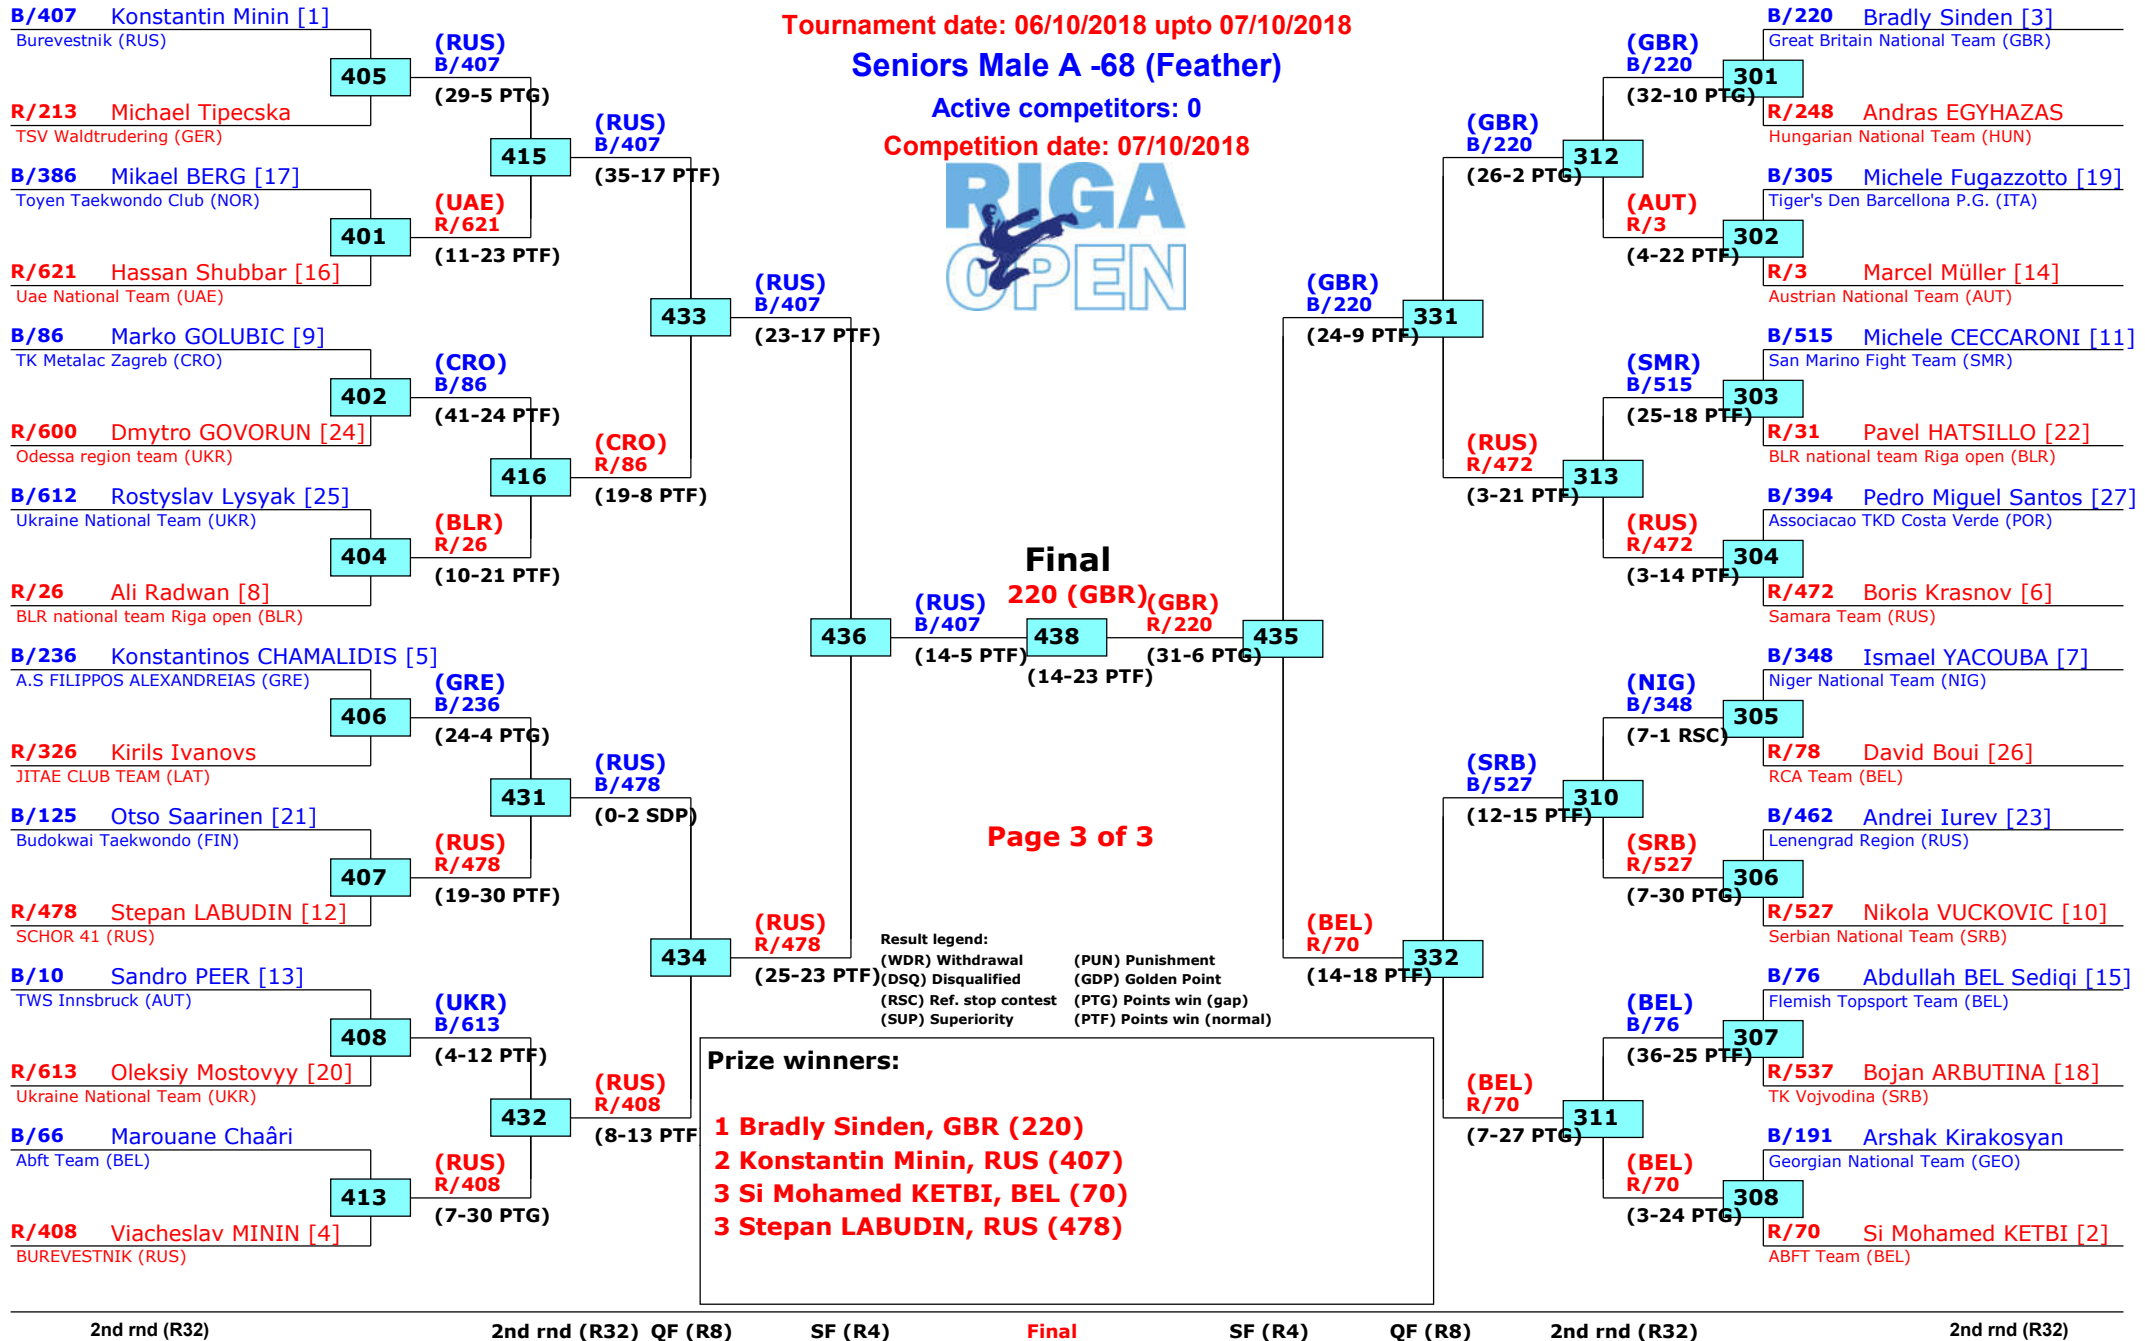 Tournament date: 06/10/2018 upto 07/10/2018
Seniors Male A -68 (Feather)
Active competitors: 0
Competition date: 07/10/2018
RIGA
OPEN
B/407 Konstantin Minin [1]
Burevestnik (RUS)
405
R/213 Michael Tipecska
TSV Waldtrudering (GER)
B/386 Mikael BERG [17]
Toyen Taekwondo Club (NOR)
401
R/621 Hassan Shubbar [16]
Uae National Team (UAE)
B/86 Marko GOLUBIC [9]
TK Metalac Zagreb (CRO)
402
R/600 Dmytro GOVORUN [24]
Odessa region team (UKR)
B/612 Rostyslav Lysyak [25]
Ukraine National Team (UKR)
404
R/26 Ali Radwan [8]
BLR national team Riga open (BLR)
B/236 Konstantinos CHAMALIDIS [5]
A.S FILIPPOS ALEXANDREIAS (GRE)
406
R/326 Kirils Ivanovs
JITAE CLUB TEAM (LAT)
B/125 Otso Saarinen [21]
Budokwai Taekwondo (FIN)
407
R/478 Stepan LABUDIN [12]
SCHOR 41 (RUS)
B/10 Sandro PEER [13]
TWS Innsbruck (AUT)
408
R/613 Oleksiy Mostovyy [20]
Ukraine National Team (UKR)
B/66 Marouane Chaâri
Abft Team (BEL)
413
R/408 Viacheslav MININ [4]
BUREVESTNIK (RUS)
(RUS)
B/407
(29-5 PTG)
415
(UAE)
R/621
(11-23 PTF)
(CRO)
B/86
(41-24 PTF)
416
(BLR)
R/26
(10-21 PTF)
(GRE)
B/236
(24-4 PTG)
431
(RUS)
R/478
(19-30 PTF)
(UKR)
B/613
(4-12 PTF)
432
(RUS)
R/408
(7-30 PTG)
(RUS)
B/407
(35-17 PTF)
433
(CRO)
R/86
(19-8 PTF)
(RUS)
B/478
(0-2 SDP)
434
(RUS)
R/408
(8-13 PTF
(RUS)
B/407
(23-17 PTF)
436
(RUS)
R/478
(25-23 PTF)
Final
220 (GBR)
(RUS)
B/407
(14-5 PTF)
438
(14-23 PTF)
(GBR)
R/220
(31-6 PTG)
435
(GBR)
B/220
(24-9 PTF)
331
(BEL)
R/70
(14-18 PTF)
332
(GBR)
B/220
(26-2 PTG)
312
(RUS)
R/472
(3-21 PTF)
313
(SRB)
B/527
(12-15 PTF)
310
(BEL)
R/70
(7-27 PTG)
311
(GBR)
B/220
(32-10 PTG)
(AUT)
R/3
(4-22 PTF)
(SMR)
B/515
(25-18 PTF)
(RUS)
R/472
(3-14 PTF)
(NIG)
B/348
(7-1 RSC)
(SRB)
R/527
(7-30 PTG)
(BEL)
B/76
(36-25 PTF)
(BEL)
R/70
(3-24 PTG)
B/220 Bradly Sinden [3]
Great Britain National Team (GBR)
301
R/248 Andras EGYHAZAS
Hungarian National Team (HUN)
B/305 Michele Fugazzotto [19]
Tiger's Den Barcellona P.G. (ITA)
302
R/3 Marcel Müller [14]
Austrian National Team (AUT)
B/515 Michele CECCARONI [11]
San Marino Fight Team (SMR)
303
R/31 Pavel HATSILLO [22]
BLR national team Riga open (BLR)
B/394 Pedro Miguel Santos [27]
Associacao TKD Costa Verde (POR)
304
R/472 Boris Krasnov [6]
Samara Team (RUS)
B/348 Ismael YACOUBA [7]
Niger National Team (NIG)
305
R/78 David Boui [26]
RCA Team (BEL)
B/462 Andrei Iurev [23]
Lenengrad Region (RUS)
306
R/527 Nikola VUCKOVIC [10]
Serbian National Team (SRB)
B/76 Abdullah BEL Sediqi [15]
Flemish Topsport Team (BEL)
307
R/537 Bojan ARBUTINA [18]
TK Vojvodina (SRB)
B/191 Arshak Kirakosyan
Georgian National Team (GEO)
308
R/70 Si Mohamed KETBI [2]
ABFT Team (BEL)
Page 3 of 3
Result legend:
(WDR) Withdrawal (PUN) Punishment
(DSQ) Disqualified (GDP) Golden Point
(RSC) Ref. stop contest (PTG) Points win (gap)
(SUP) Superiority (PTF) Points win (normal)
Prize winners:
1 Bradly Sinden, GBR (220)
2 Konstantin Minin, RUS (407)
3 Si Mohamed KETBI, BEL (70)
3 Stepan LABUDIN, RUS (478)
2nd rnd (R32) 2nd rnd (R32) QF (R8) SF (R4) Final SF (R4) QF (R8) 2nd rnd (R32) 2nd rnd (R32)